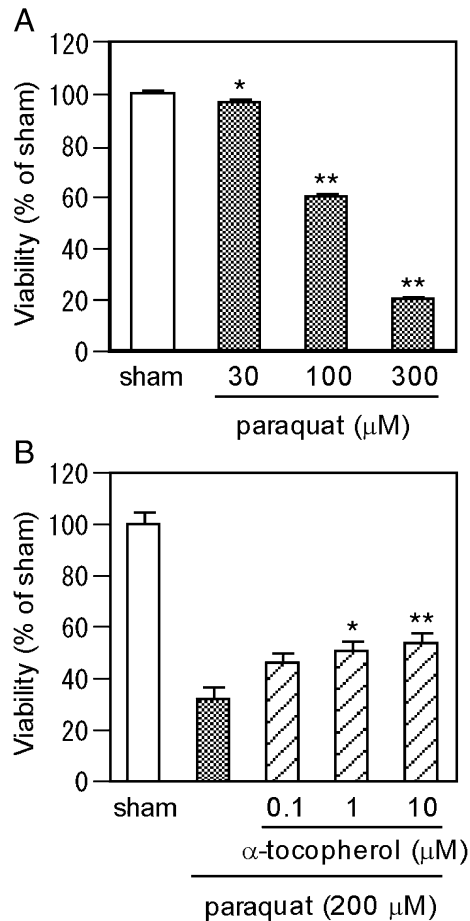 A
Viability (% of sham)
120
100
80
60
40
20
0
*
**
**
sham 30 100 300
paraquat (μM)
B
Viability (% of sham)
120
100
80
60
40
20
0
*
**
sham 0.1 1 10
α-tocopherol (μM)
paraquat (200 μM)